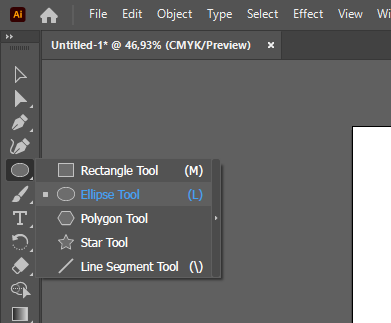 Ai File Edit Object Type Select Effect View Wi
Untitled-1* @ 46,93% (CMYK/Preview) ×
Rectangle Tool (M)
Ellipse Tool (L)
Polygon Tool
Star Tool
Line Segment Tool (\)
T